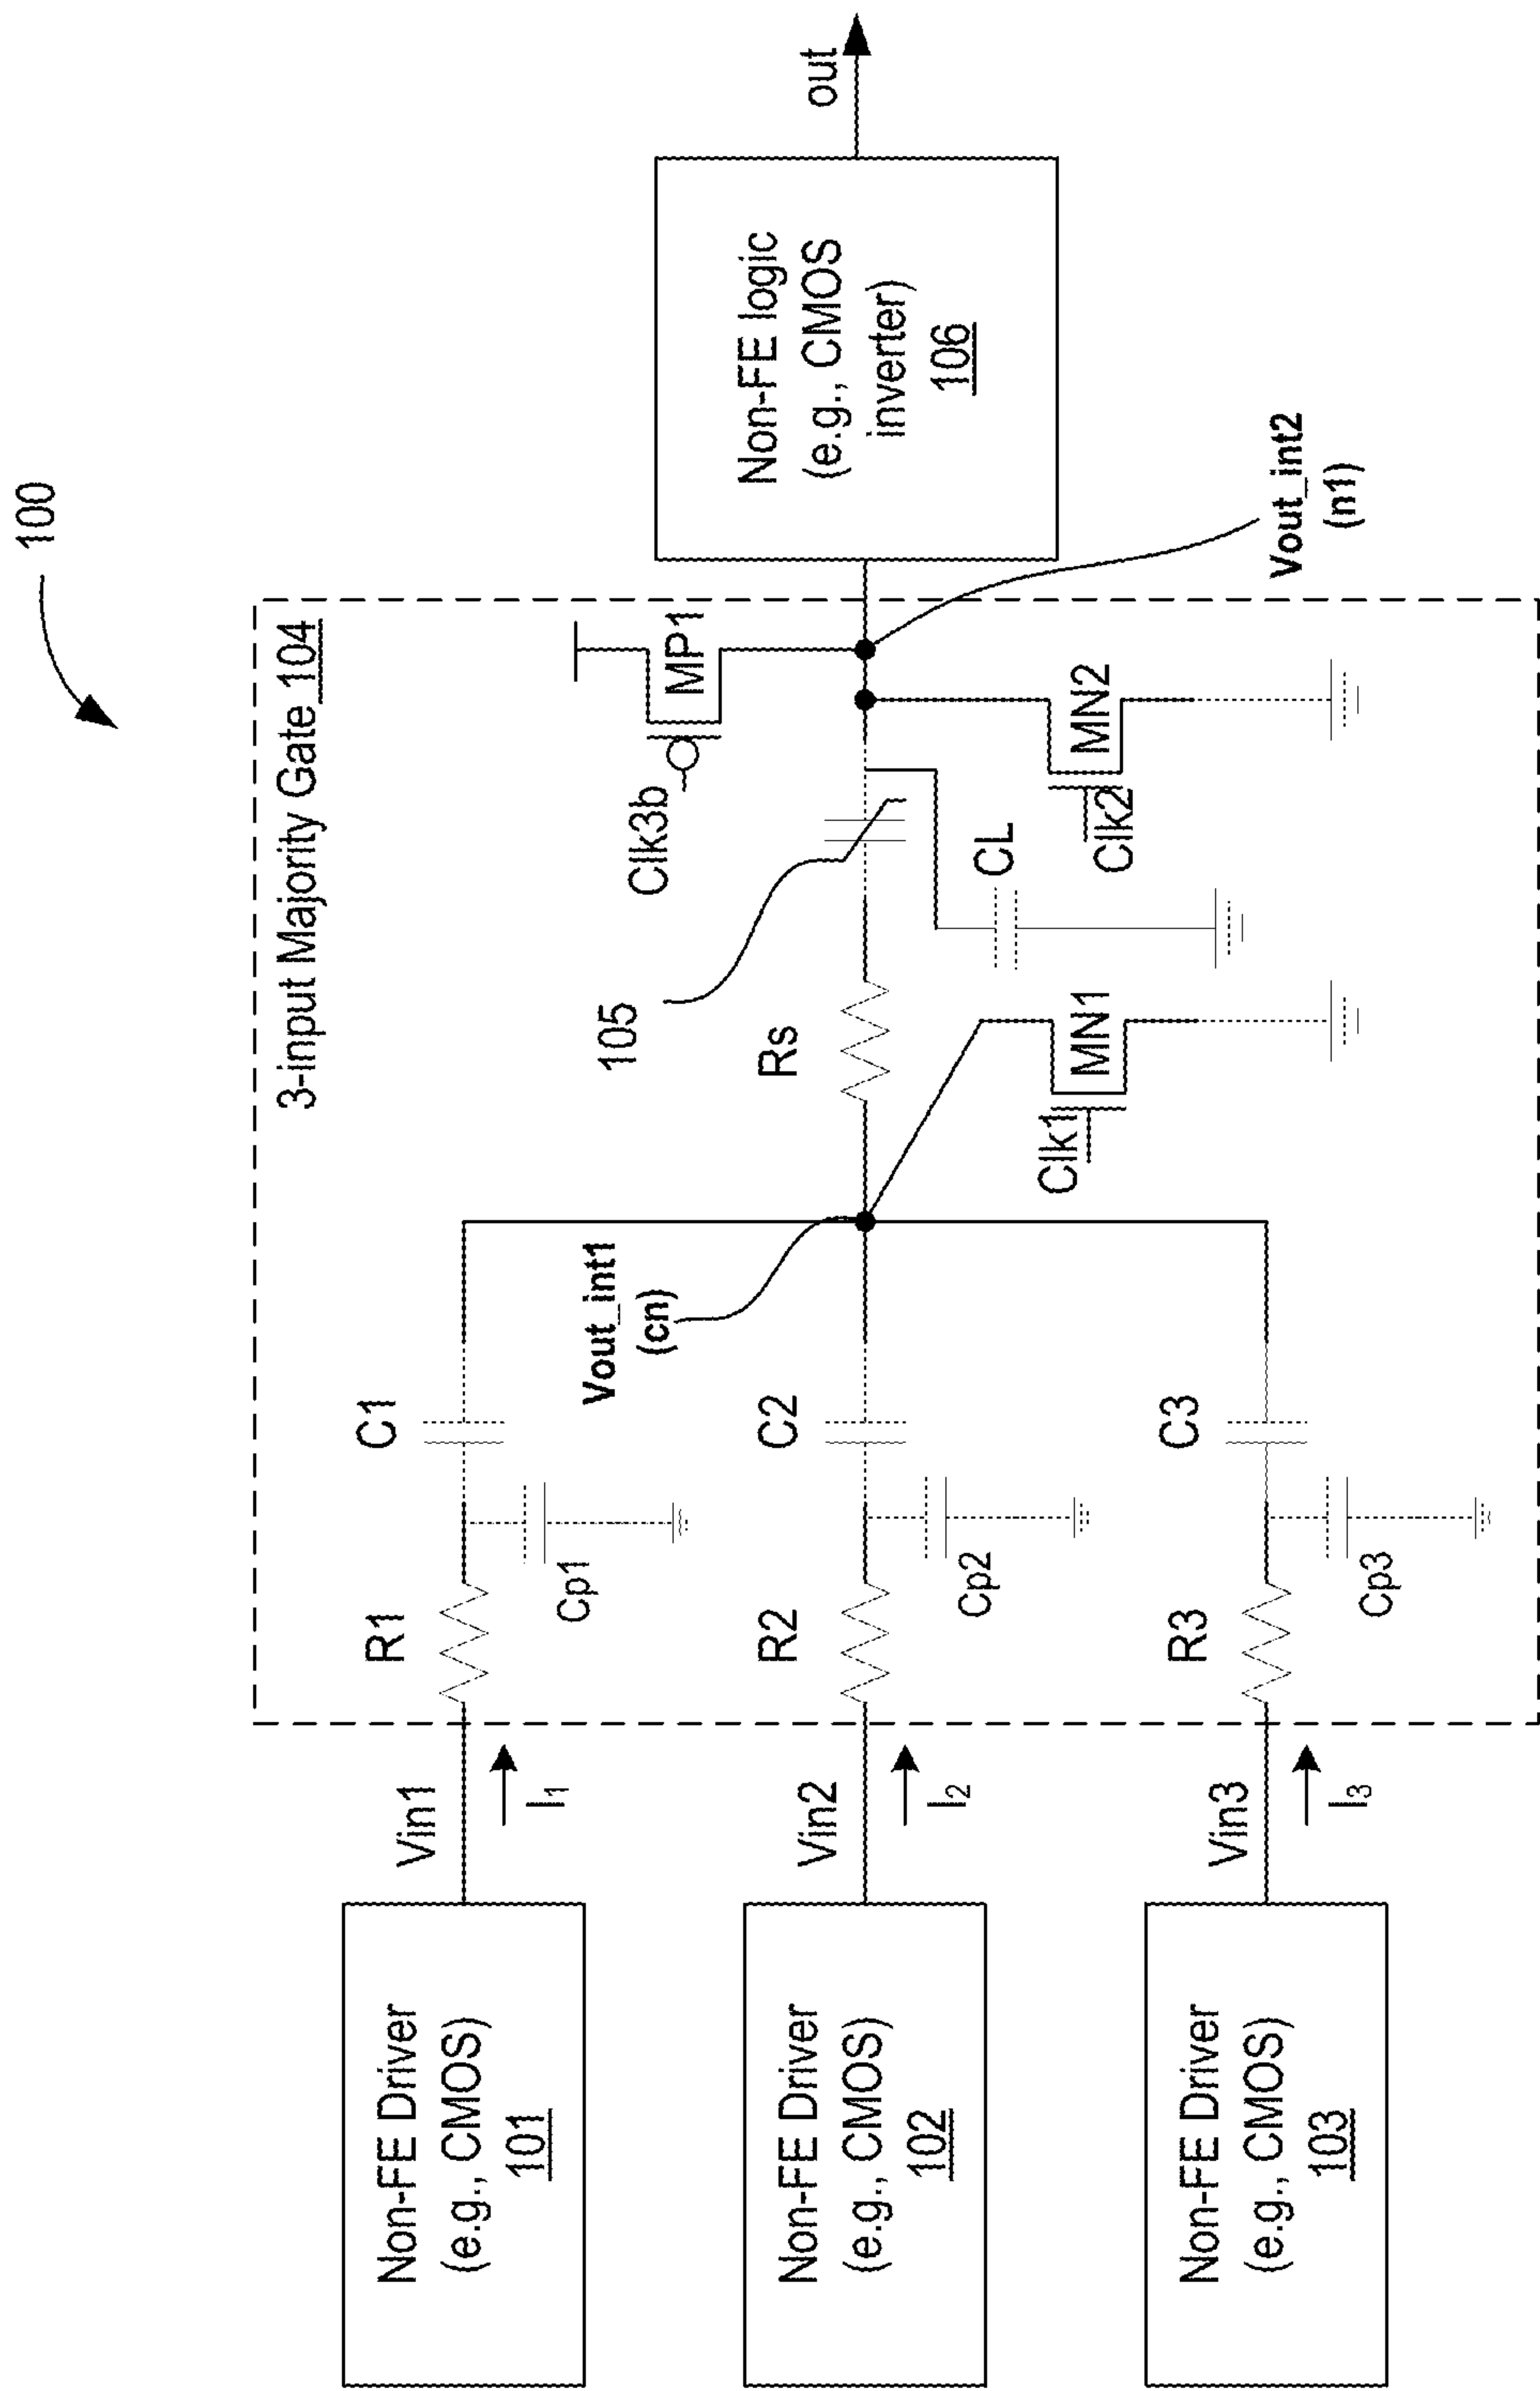 100
3-input Majority Gate 104
Non-FE Driver
(e.g., CMOS)
101
Vin1
I₁
R1
Cp1
C1
Non-FE Driver
(e.g., CMOS)
102
Vin2
I₂
R2
Cp2
C2
Non-FE Driver
(e.g., CMOS)
103
Vin3
I₃
R3
Cp3
C3
Vout_int1
(cn)
Rs
105
Clk1
MN1
CL
Clk3b
MP1
Clk2
MN2
Vout_int2
(n1)
Non-FE logic
(e.g., CMOS
inverter)
106
out